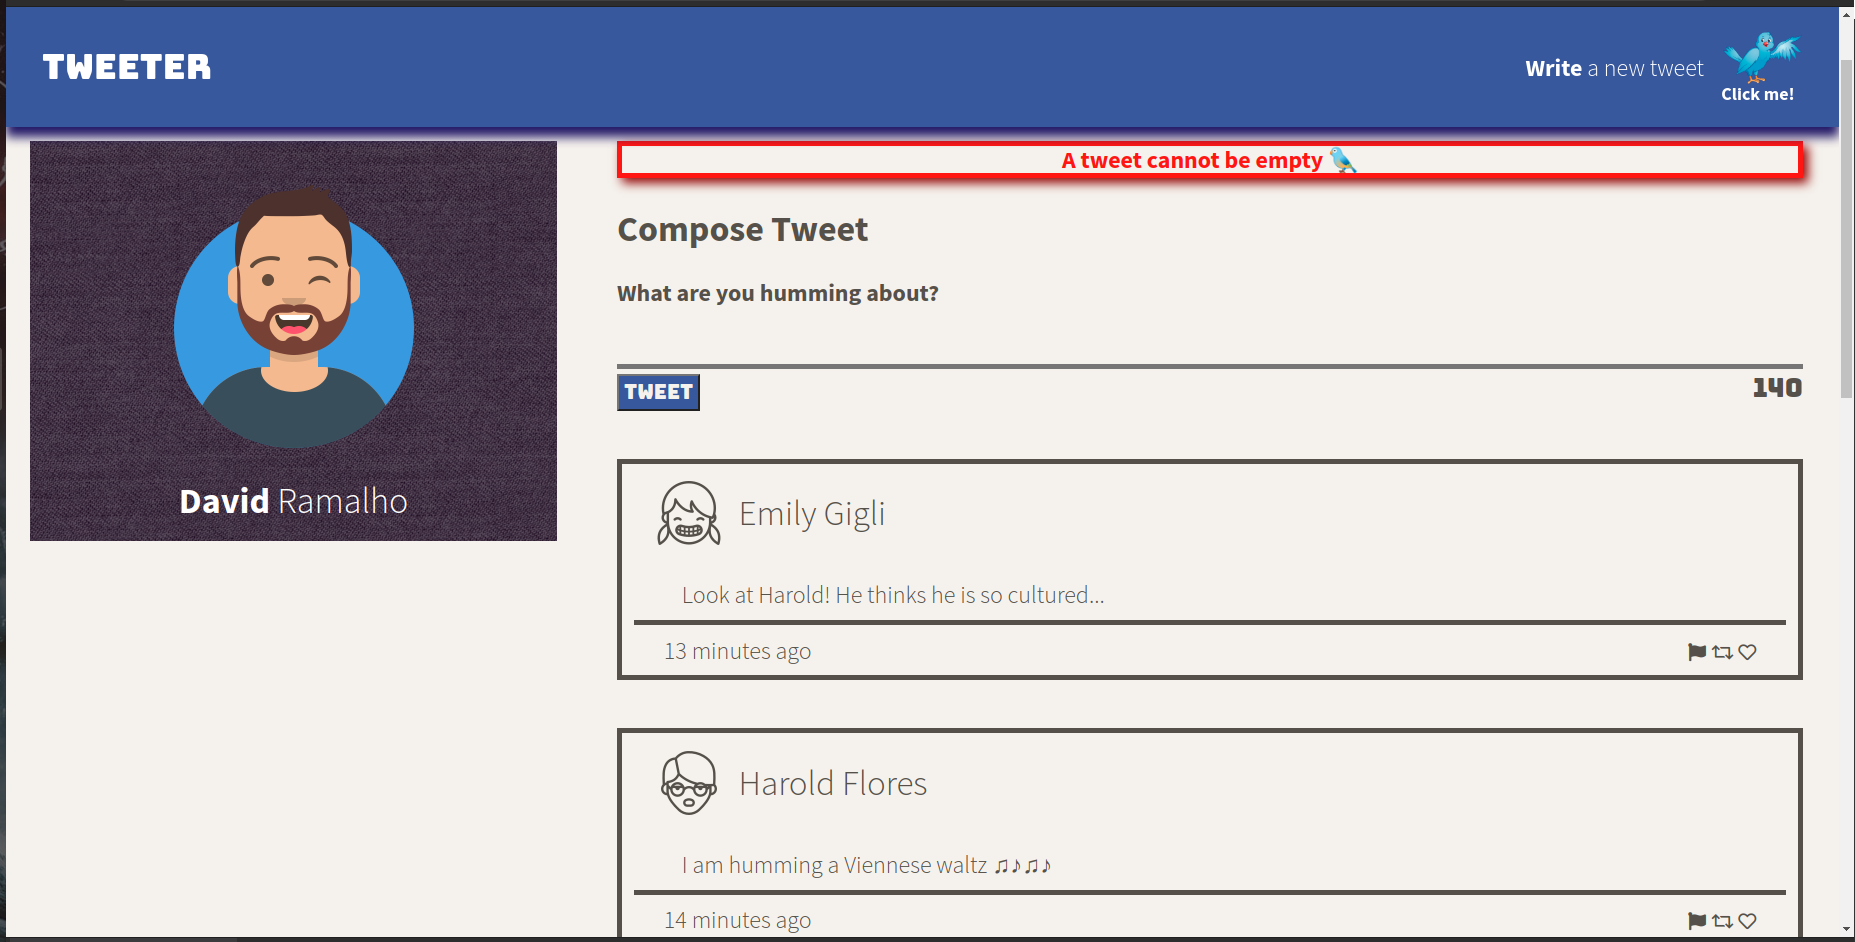 TWEETER
Write a new tweet
Click me!
David Ramalho
A tweet cannot be empty 🐦
Compose Tweet
What are you humming about?
TWEET
140
Emily Gigli
Look at Harold! He thinks he is so cultured...
13 minutes ago
Harold Flores
I am humming a Viennese waltz ♫♪♫♪
14 minutes ago